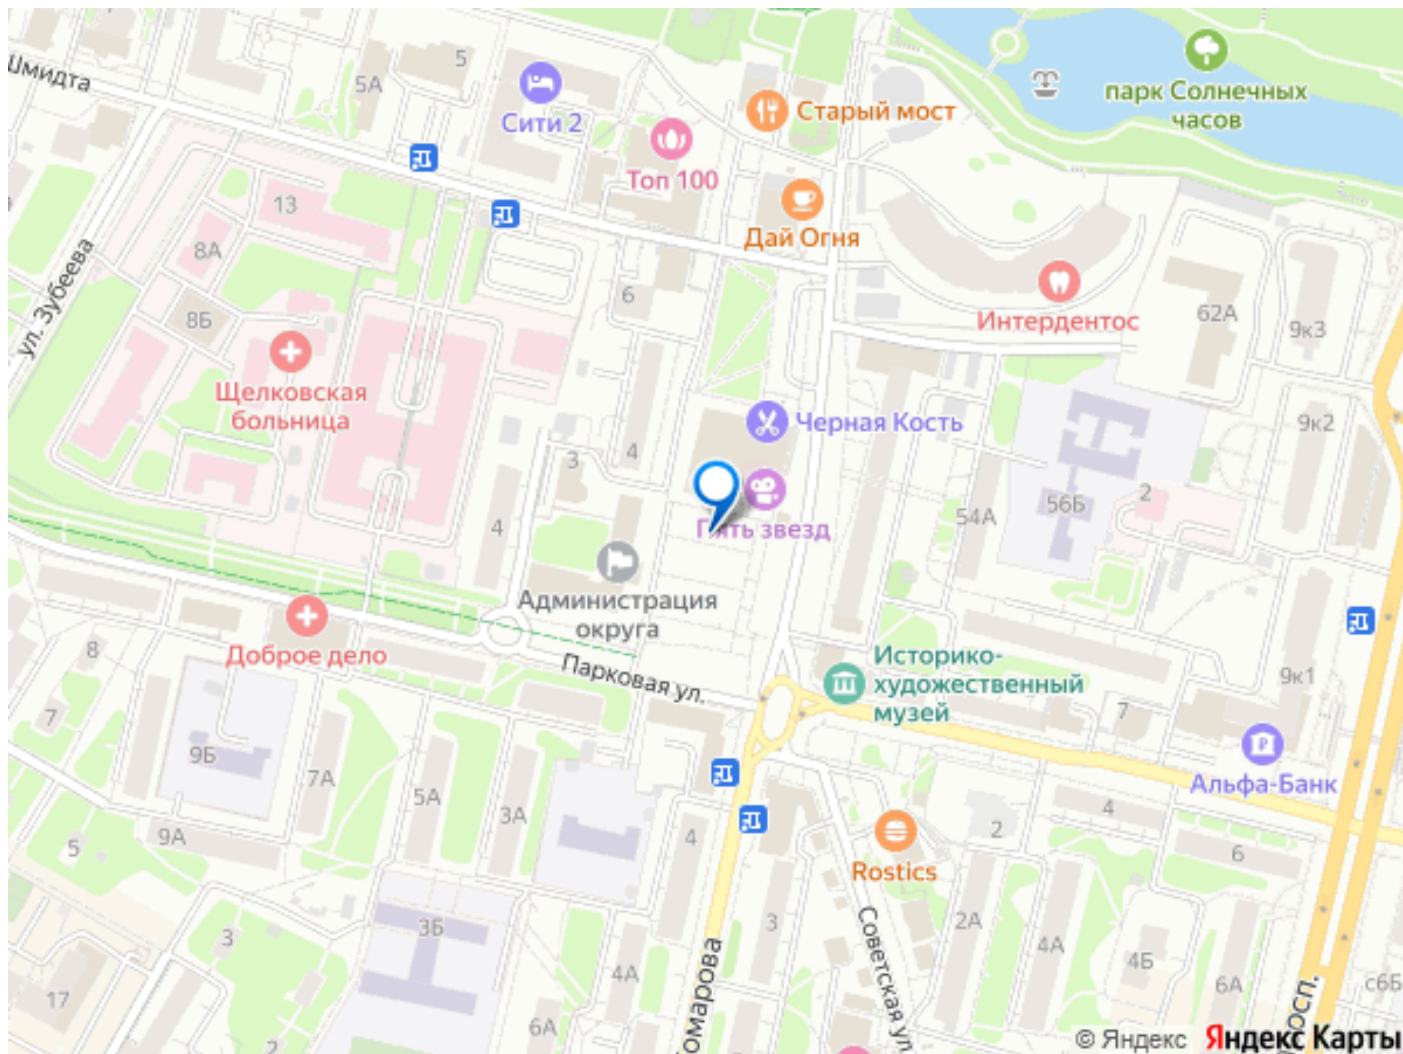 Шмидта
5
5А
Сити 2
Старый мост
парк Солнечных
часов
Топ 100
13
8А
Дай Огня
ул. Зубеева
8Б
6
62А
9к3
Интердентос
Щелковская
больница
Черная Кость
9к2
3
4
4
Пять звезд
54А
56Б
2
Администрация
округа
8
Доброе дело
Парковая ул.
Историко-
художественный
музей
9к1
7
7
9Б
7А
5А
3А
Альфа-Банк
4
9А
5
4
2
6
Rostics
3Б
3
3
2А
4А
4Б
6А
с6Б
17
4А
6А
2
Комарова
Советская ул.
осп.
© Яндекс Яндекс Карты